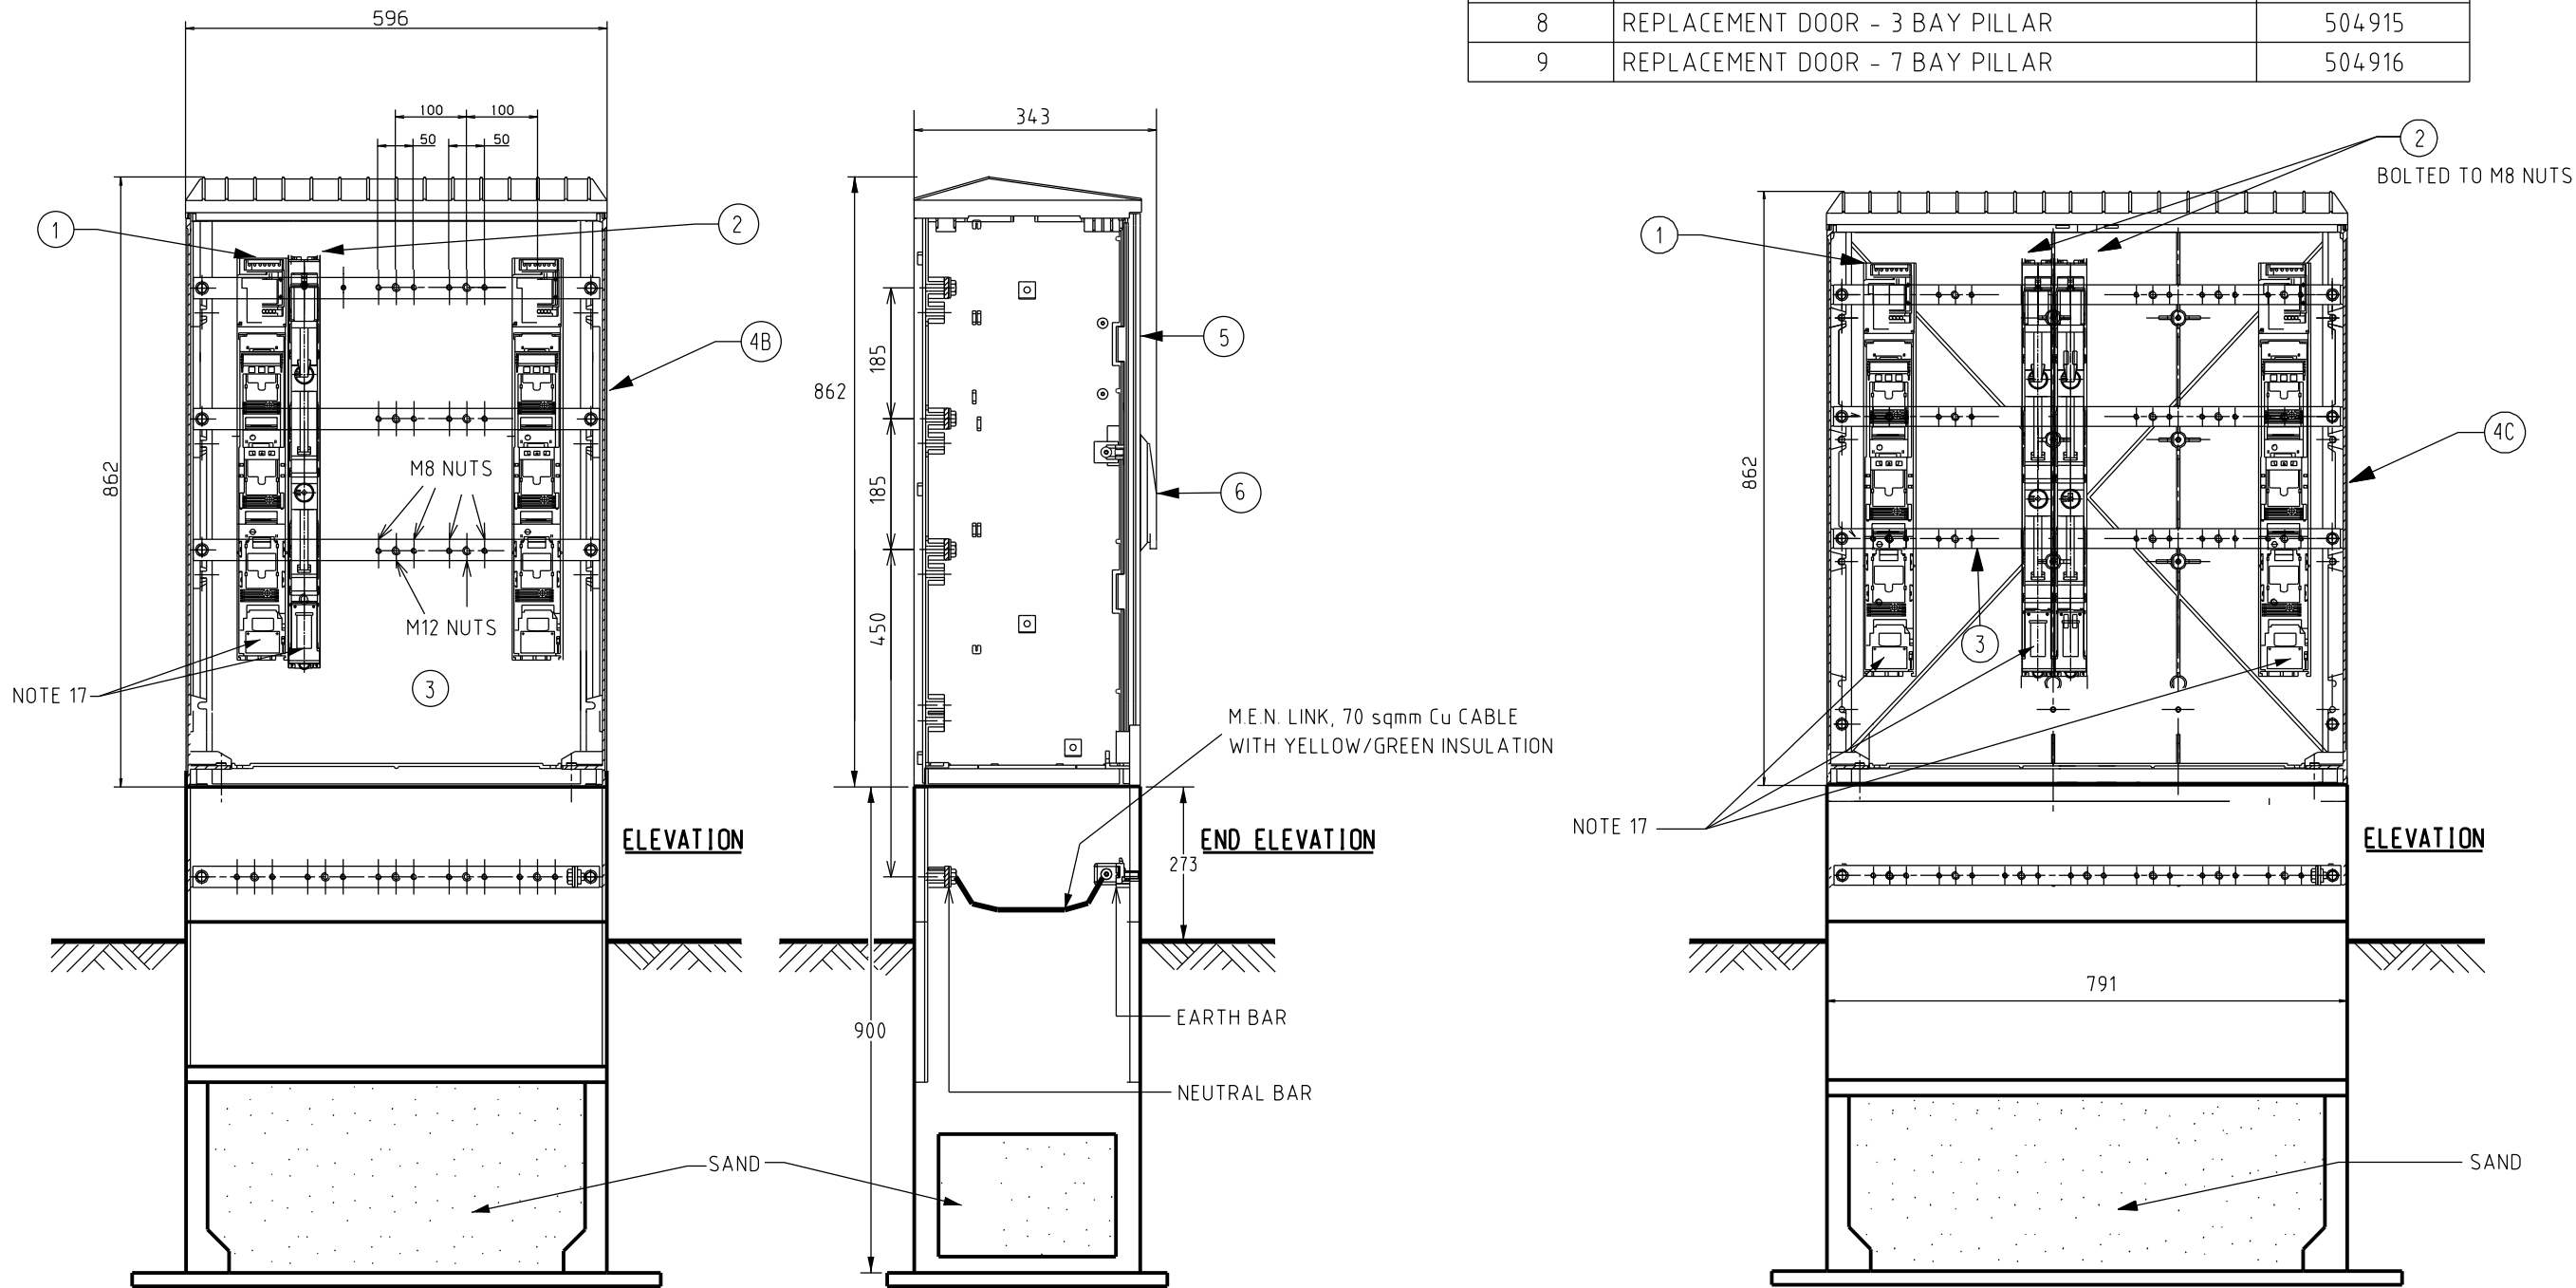 8 REPLACEMENT DOOR - 3 BAY PILLAR 504915
9 REPLACEMENT DOOR - 7 BAY PILLAR 504916
596
100 100
50 50
1
2
4B
862
M8 NUTS
M12 NUTS
NOTE 17
3
ELEVATION
343
862
185
185
450
5
6
M.E.N. LINK, 70 sqmm Cu CABLE
WITH YELLOW/GREEN INSULATION
END ELEVATION
273
900
EARTH BAR
NEUTRAL BAR
SAND
2
BOLTED TO M8 NUTS
1
4C
862
3
NOTE 17
ELEVATION
791
SAND